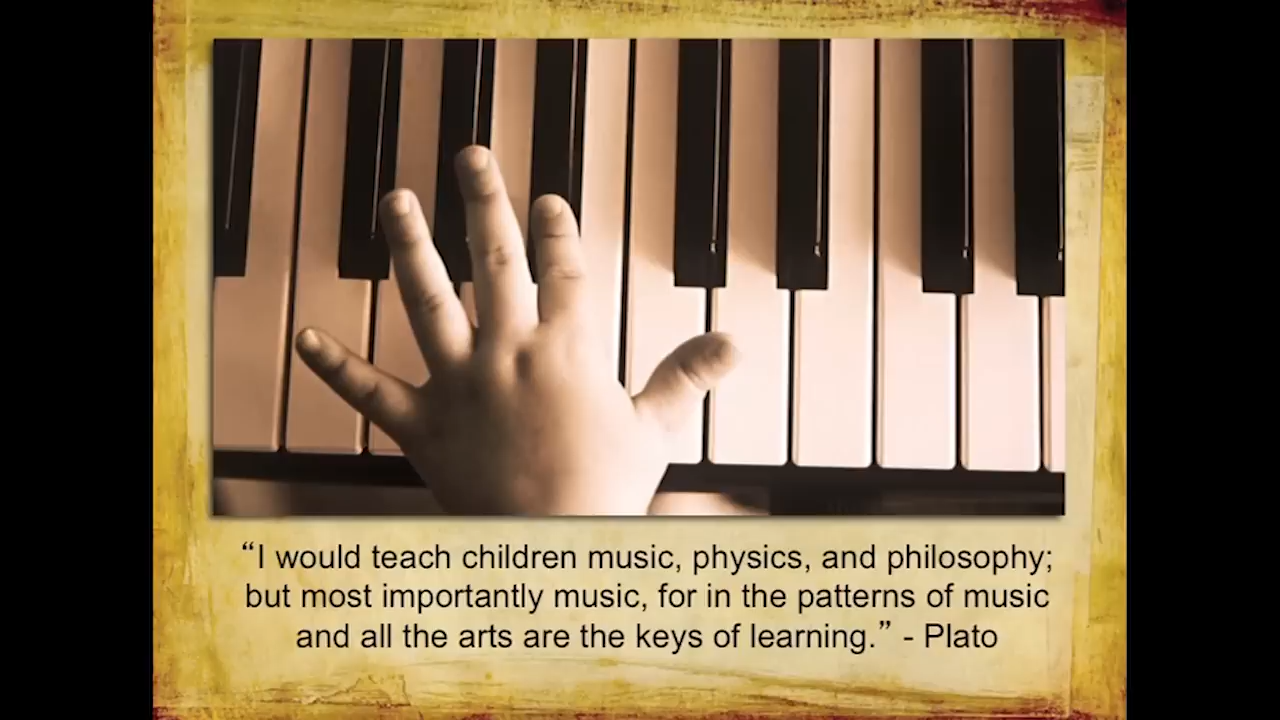 “I would teach children music, physics, and philosophy;
but most importantly music, for in the patterns of music
and all the arts are the keys of learning.” - Plato